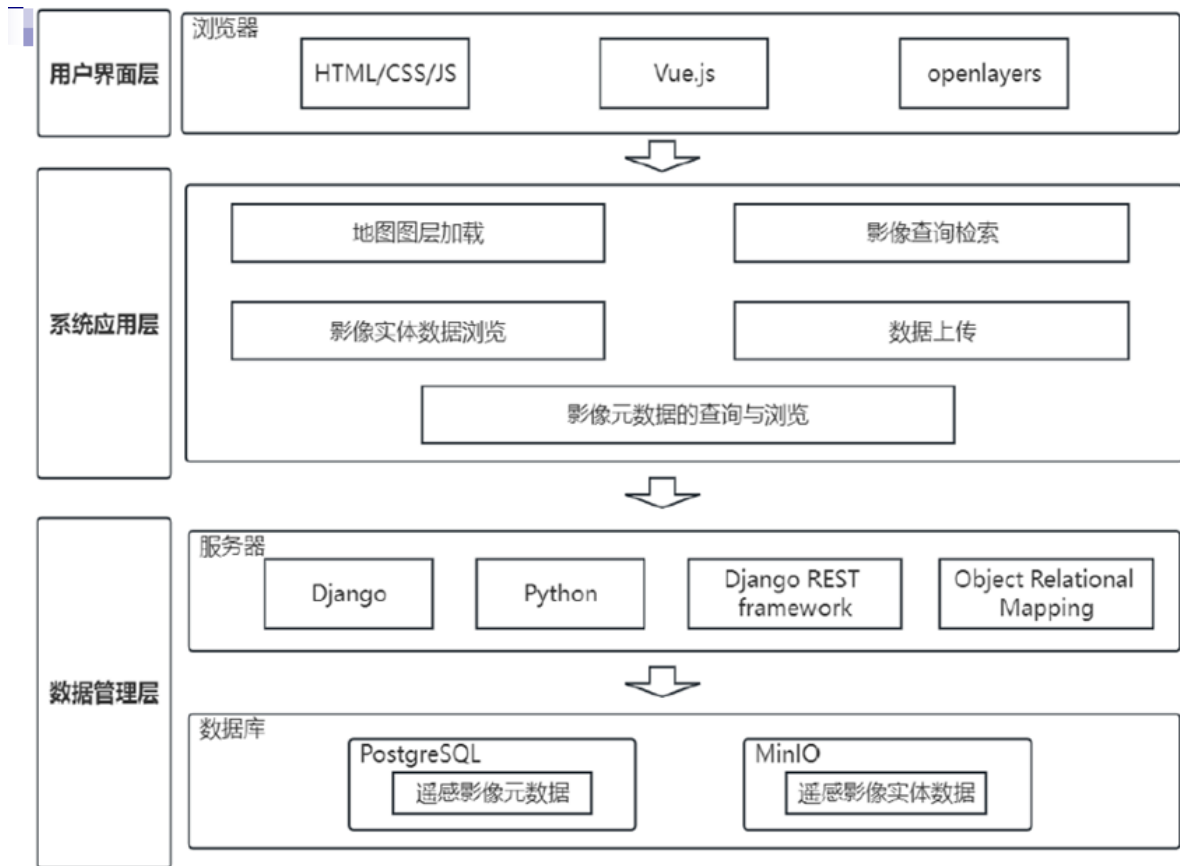 用户界面层
浏览器
HTML/CSS/JS
Vue.js
openlayers
系统应用层
地图图层加载
影像查询检索
影像实体数据浏览
数据上传
影像元数据的查询与浏览
数据管理层
服务器
Django
Python
Django REST
framework
Object Relational
Mapping
数据库
PostgreSQL
遥感影像元数据
MinIO
遥感影像实体数据